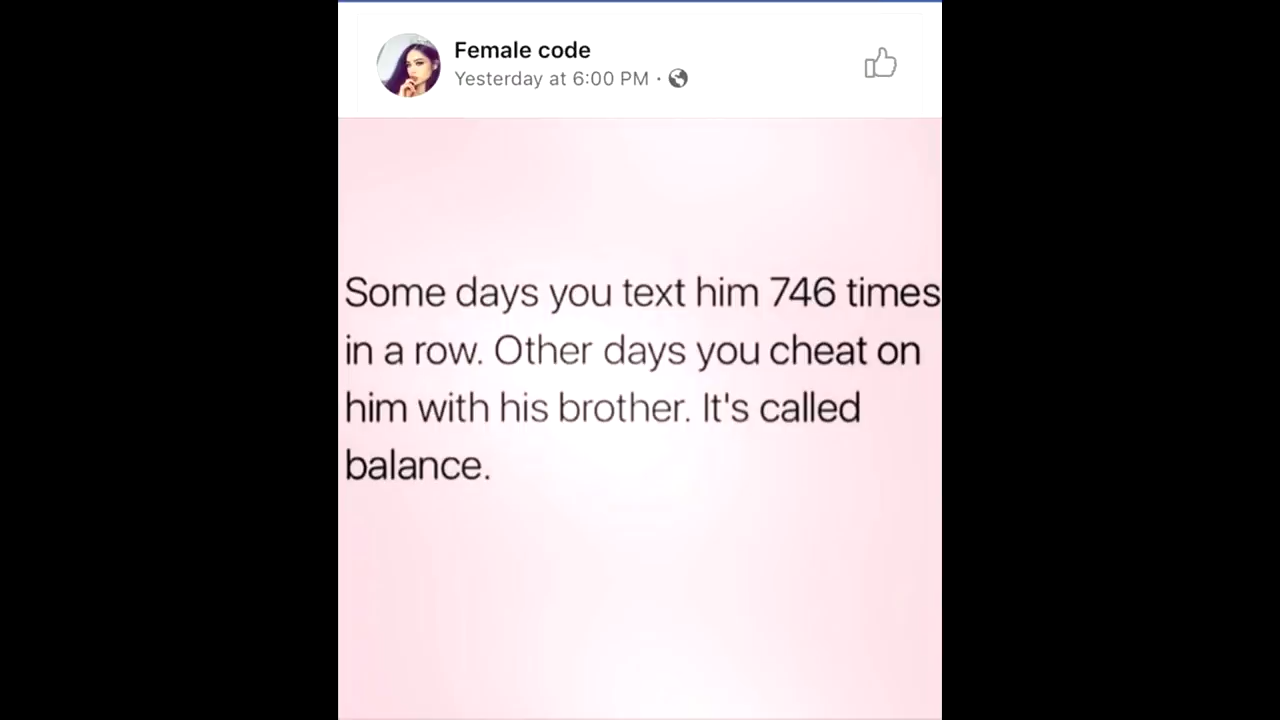 Female code
Yesterday at 6:00 PM ·
Some days you text him 746 times
in a row. Other days you cheat on
him with his brother. It's called
balance.